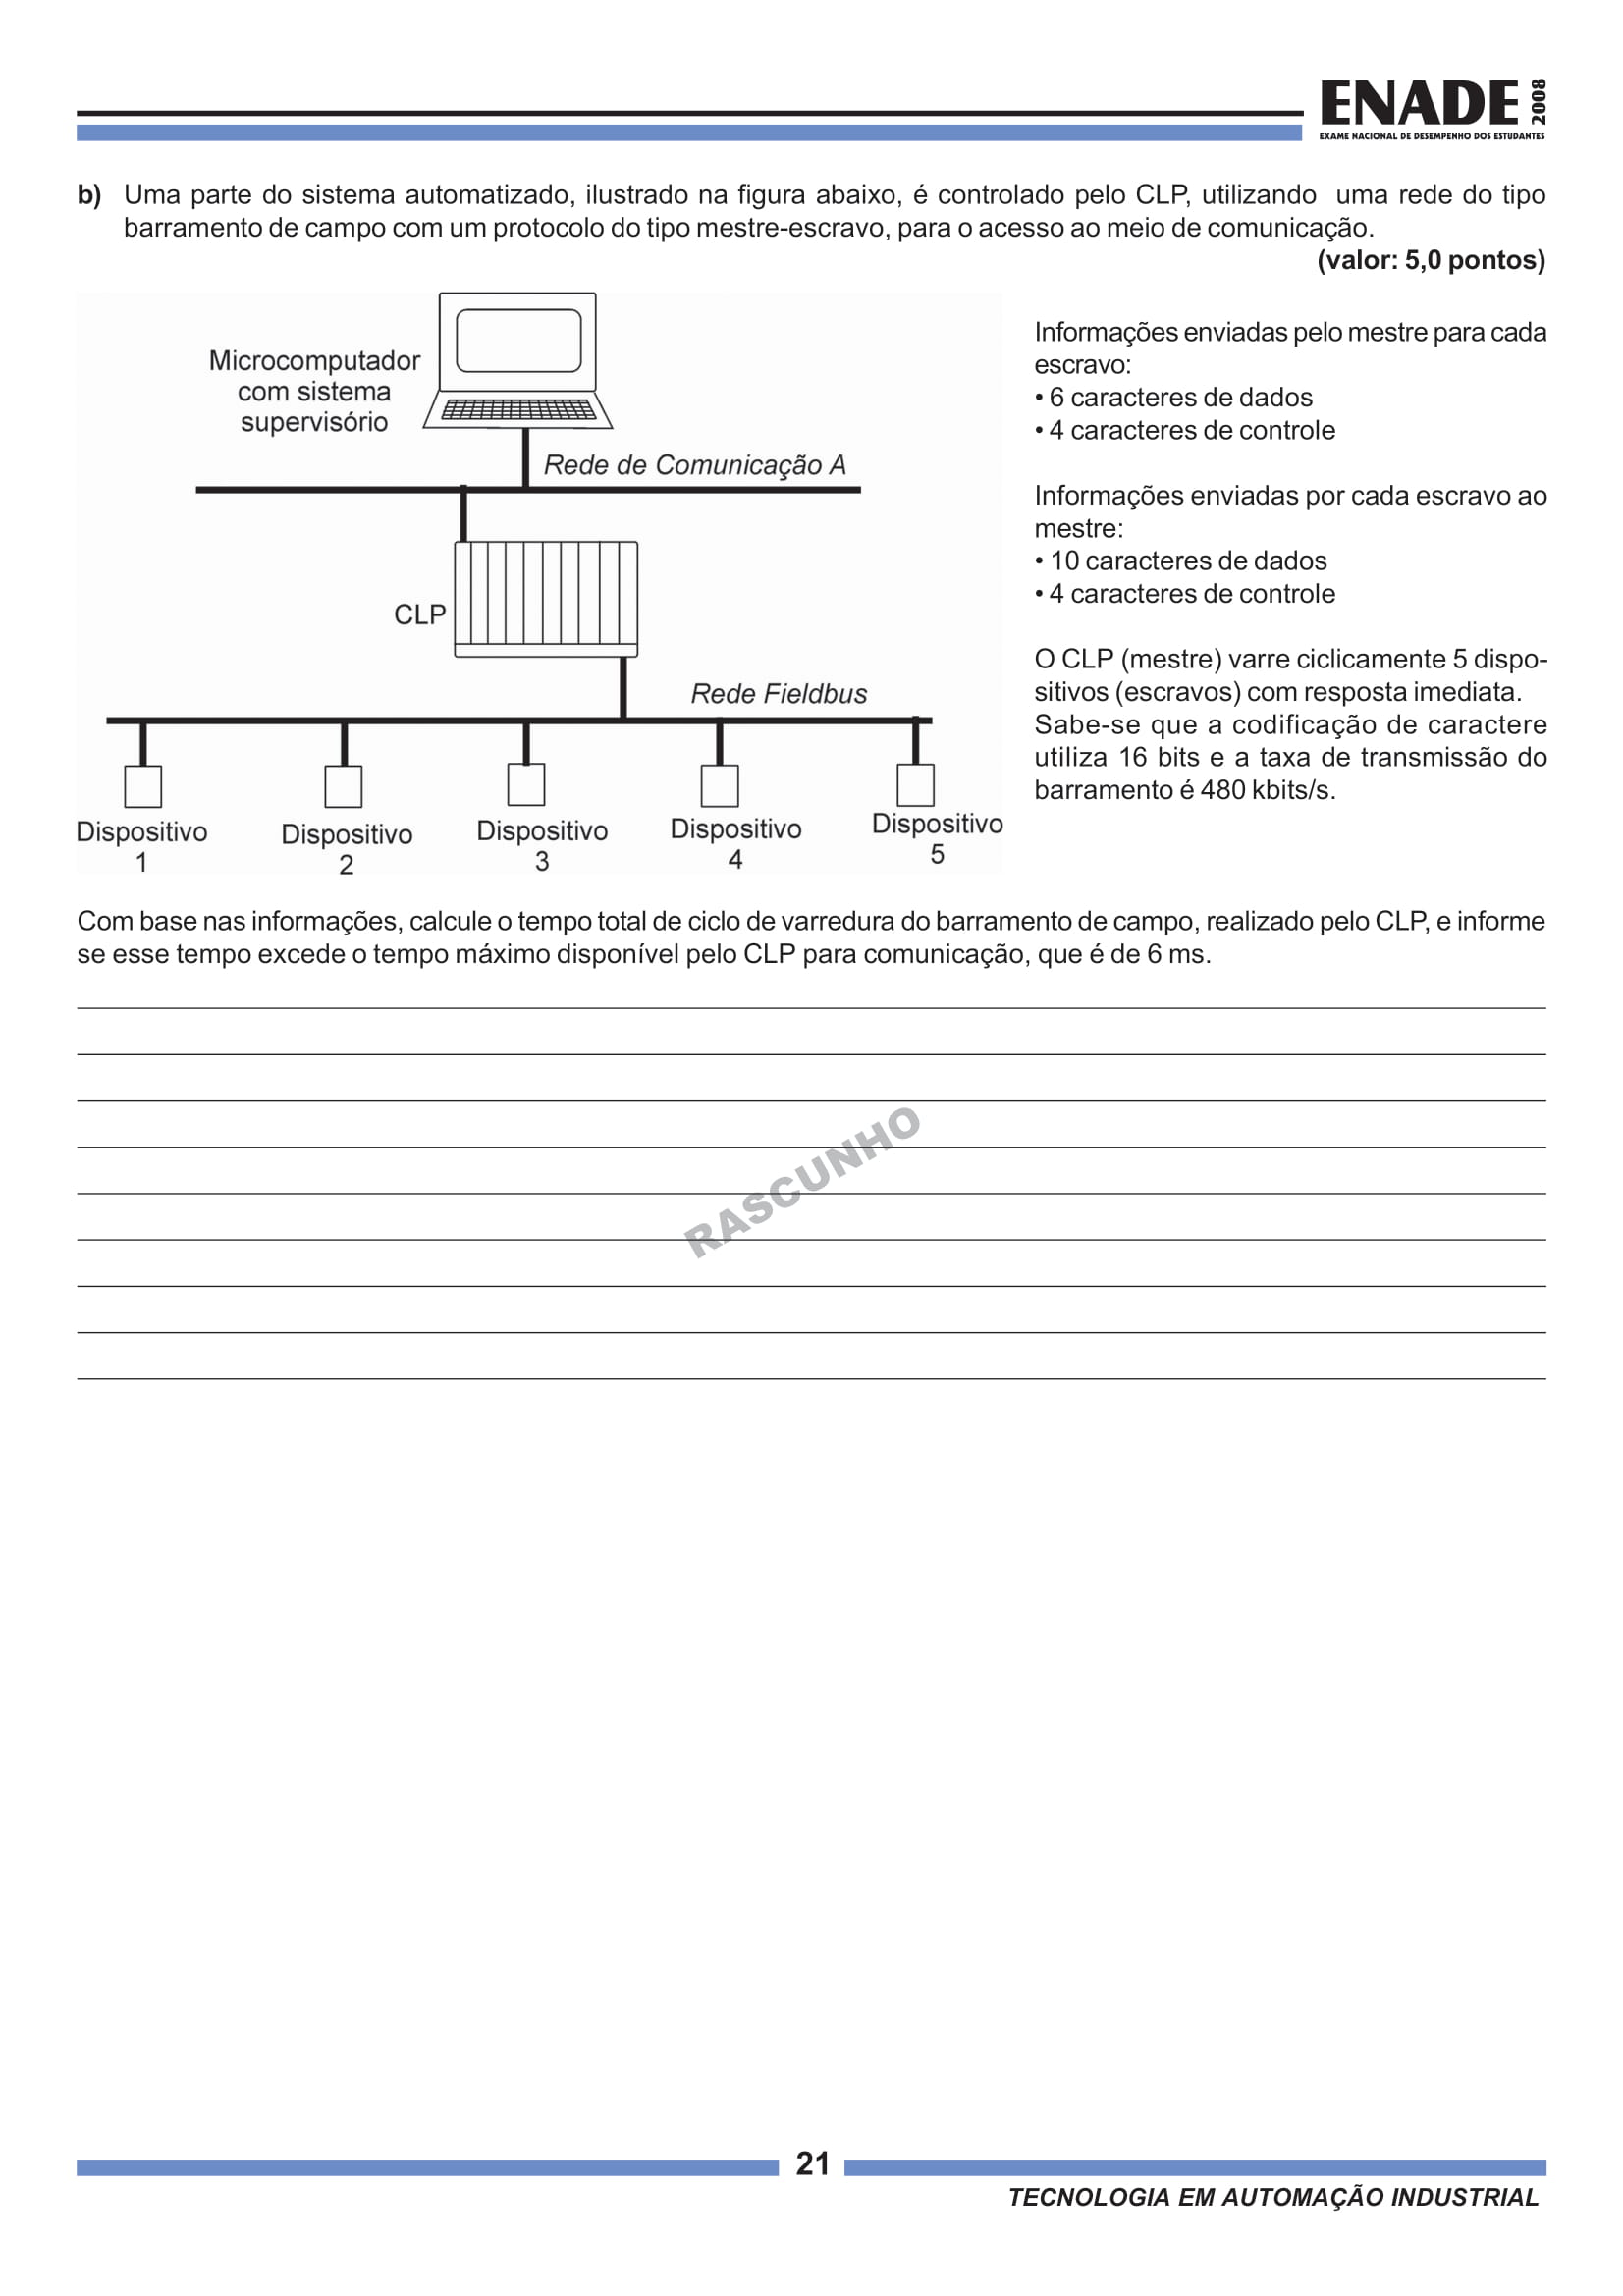 ENADE 2008
EXAME NACIONAL DE DESEMPENHO DOS ESTUDANTES
b) Uma parte do sistema automatizado, ilustrado na figura abaixo, é controlado pelo CLP, utilizando uma rede do tipo
barramento de campo com um protocolo do tipo mestre-escravo, para o acesso ao meio de comunicação.
(valor: 5,0 pontos)
Microcomputador
com sistema
supervisório
Rede de Comunicação A
CLP
Rede Fieldbus
Dispositivo
1
Dispositivo
2
Dispositivo
3
Dispositivo
4
Dispositivo
5
Informações enviadas pelo mestre para cada
escravo:
• 6 caracteres de dados
• 4 caracteres de controle
Informações enviadas por cada escravo ao
mestre:
• 10 caracteres de dados
• 4 caracteres de controle
O CLP (mestre) varre ciclicamente 5 dispo-
sitivos (escravos) com resposta imediata.
Sabe-se que a codificação de caractere
utiliza 16 bits e a taxa de transmissão do
barramento é 480 kbits/s.
Com base nas informações, calcule o tempo total de ciclo de varredura do barramento de campo, realizado pelo CLP, e informe
se esse tempo excede o tempo máximo disponível pelo CLP para comunicação, que é de 6 ms.
RASCUNHO
21
TECNOLOGIA EM AUTOMAÇÃO INDUSTRIAL